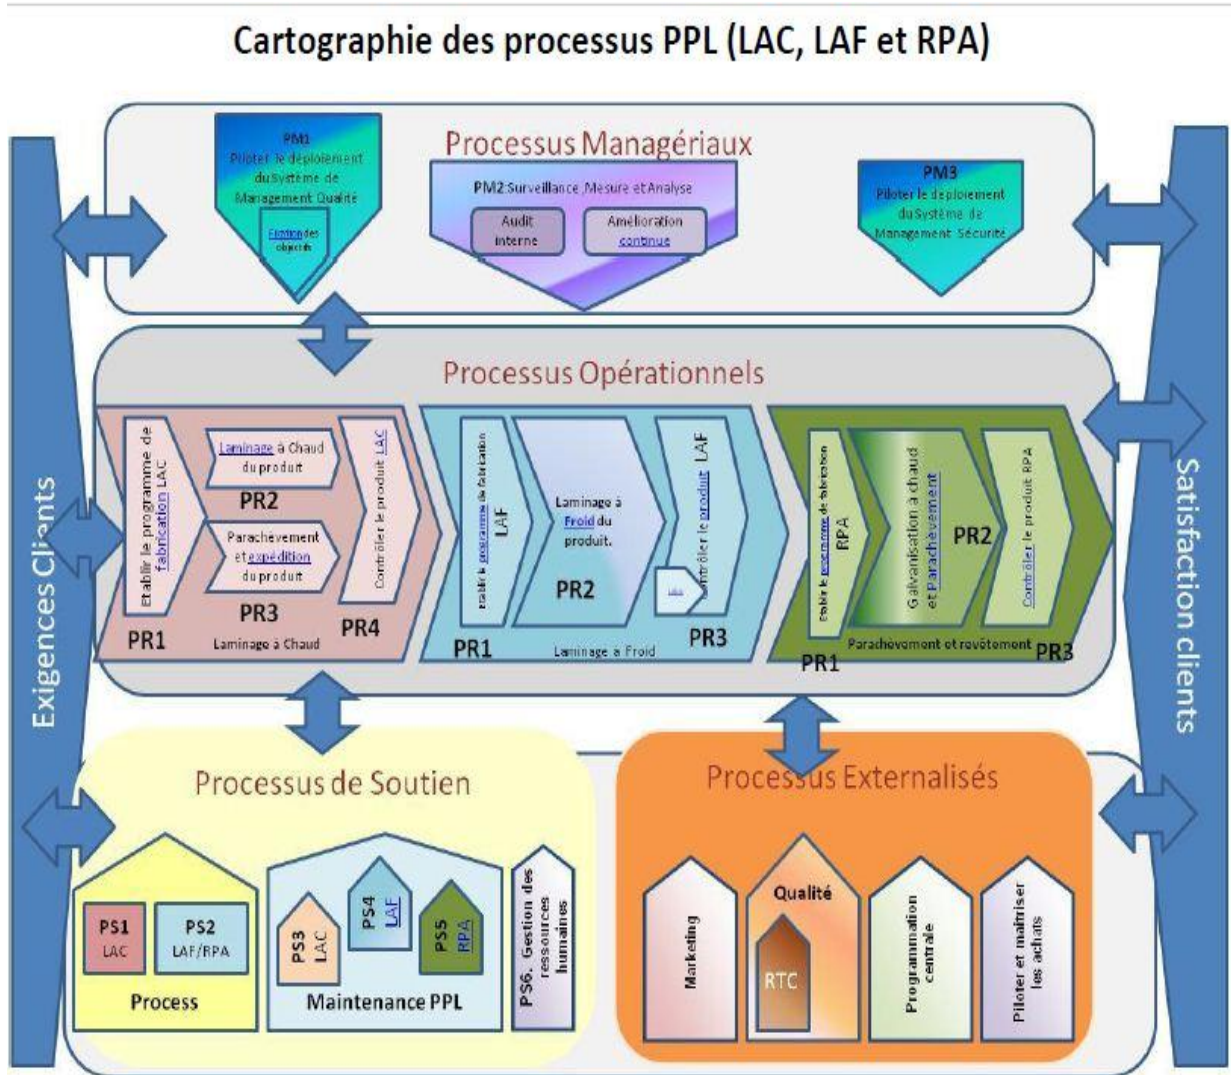 Cartographie des processus PPL (LAC, LAF et RPA)
Exigences Clients
Satisfaction clients
Processus Managériaux
PM1
Piloter le déploiement
du Système de
Management Qualité
Fixation des
objectifs
PM2:Surveillance ,Mesure et Analyse
Audit
interne
Amélioration
continue
PM3
Piloter le déploiement
du Système de
Management Sécurité
Processus Opérationnels
Etablir le programme de
fabrication LAC
PR1
Laminage à Chaud
du produit
PR2
Parachèvement
et expédition
du produit
PR3
Contrôler le produit LAC
PR4
Laminage à Chaud
Etablir le programme de fabrication
LAF
PR1
Laminage à
Froid du
produit.
PR2
Contrôler le produit LAF
PR3
Laminage à Froid
Etablir le programme de fabrication
RPA
PR1
Galvanisation à chaud
et Parachèvement
PR2
Contrôler le produit RPA
PR3
Parachèvement et revêtement
Processus de Soutien
PS1
LAC
PS2
LAF/RPA
Process
PS3
LAC
PS4
LAF
PS5
RPA
Maintenance PPL
PS6. Gestion des
ressources
humaines
Processus Externalisés
Marketing
Qualité
RTC
Programmation
centrale
Piloter et maîtriser
les achats